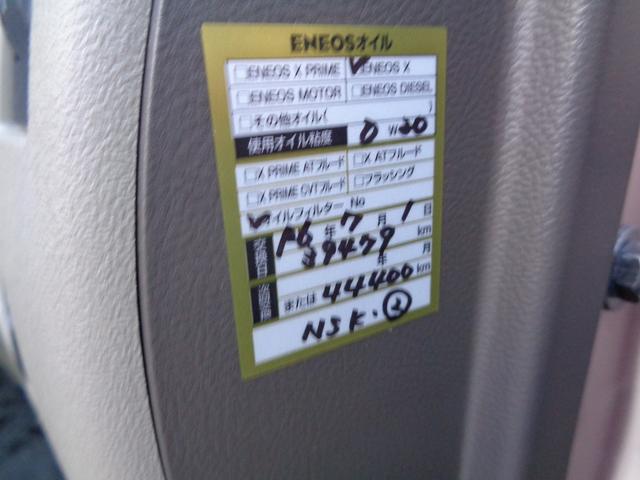 ENEOSオイル
□ENEOS X PRIME ✓ENEOS X
□ENEOS MOTOR □ENEOS DIESEL
□その他オイル( )
使用オイル粘度 0 W 20
□X PRIME ATフルード □X ATフルード
□X PRIME CVTフルード □フラッシング
✓オイルフィルター No
交換日 年 7 月 1 日
39479 km
次回交換 年 月
または 44400 km
NSK.